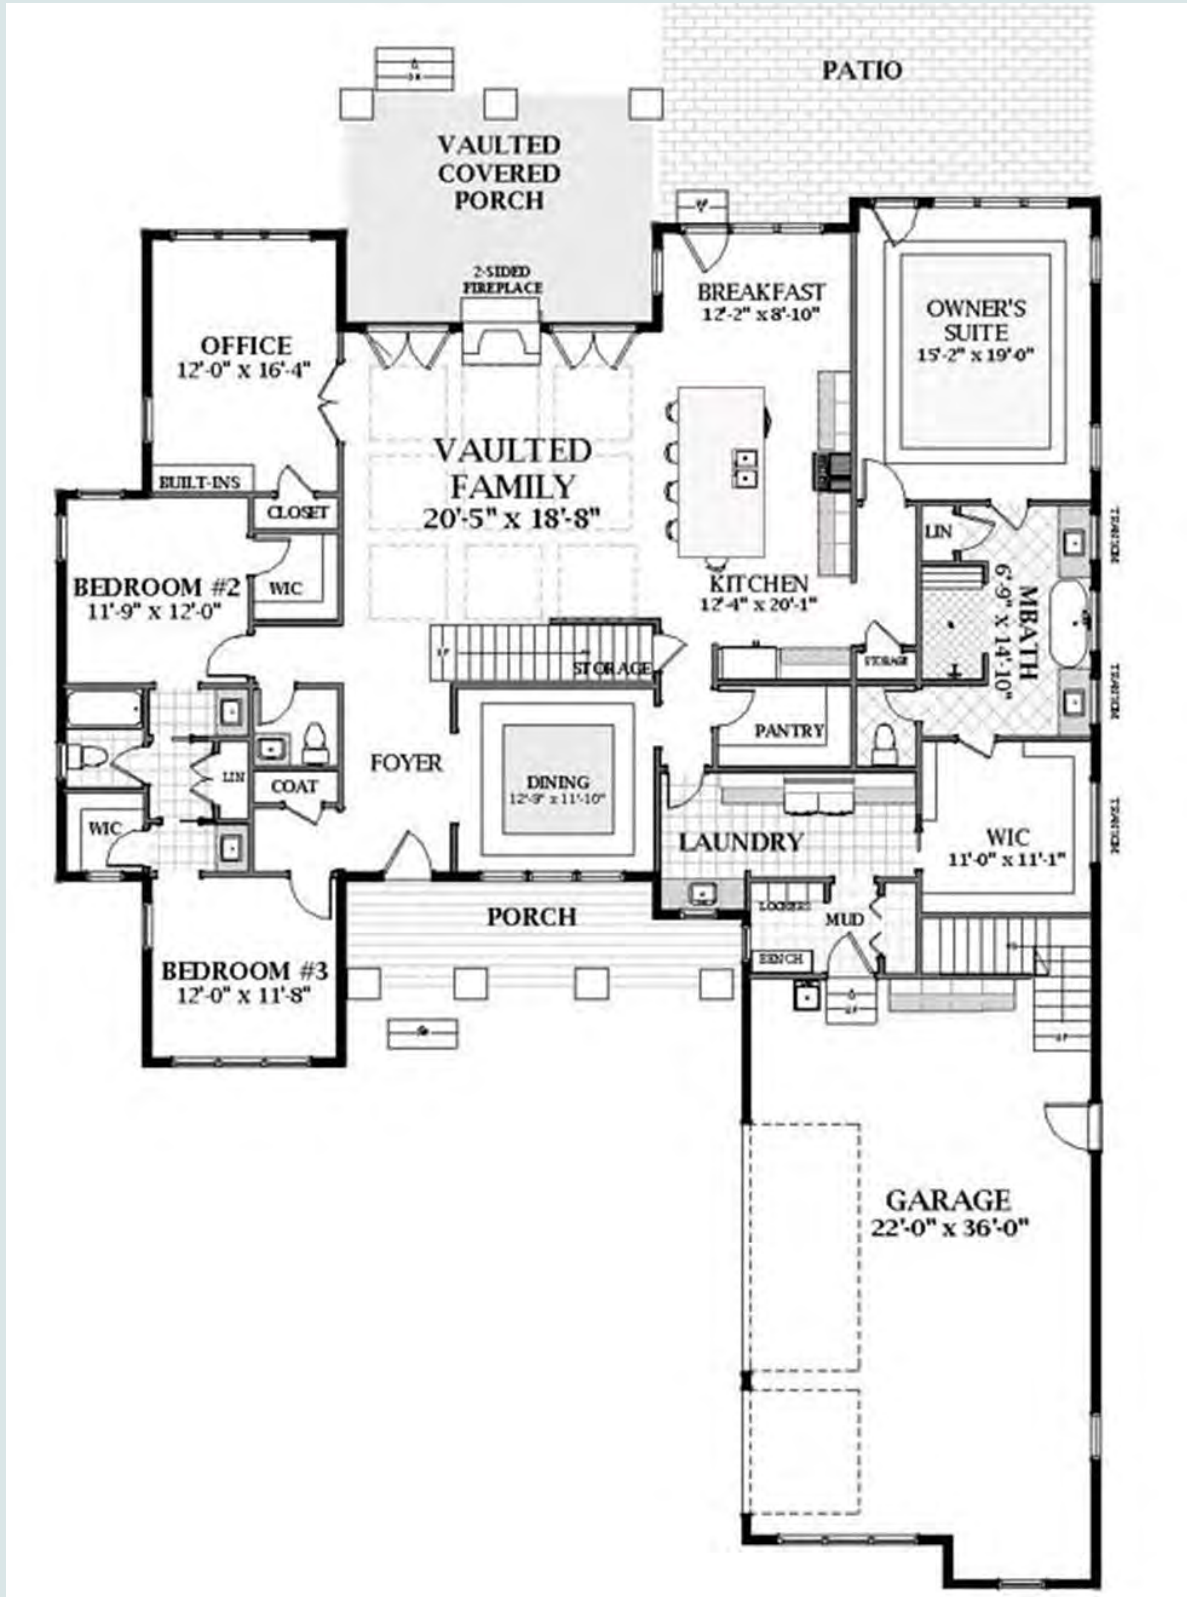 PATIO
VAULTED
COVERED
PORCH
2-SIDED
FIREPLACE
BREAKFAST
12'-2" x 8'-10"
OWNER'S
SUITE
15'-2" x 19'-0"
OFFICE
12'-0" x 16'-4"
VAULTED
FAMILY
20'-5" x 18'-8"
BUILT-INS
CLOSET
LIN
TRANSOM
BEDROOM #2
11'-9" x 12'-0"
WIC
KITCHEN
12'-4" x 20'-1"
MBATH
6'-9" x 14'-10"
STORAGE
STORAGE
TRANSOM
PANTRY
FOYER
DINING
12'-9" x 11'-10"
LIN
COAT
WIC
LAUNDRY
WIC
11'-0" x 11'-1"
TRANSOM
PORCH
LOCKERS
MUD
BENCH
BEDROOM #3
12'-0" x 11'-8"
UP
GARAGE
22'-0" x 36'-0"